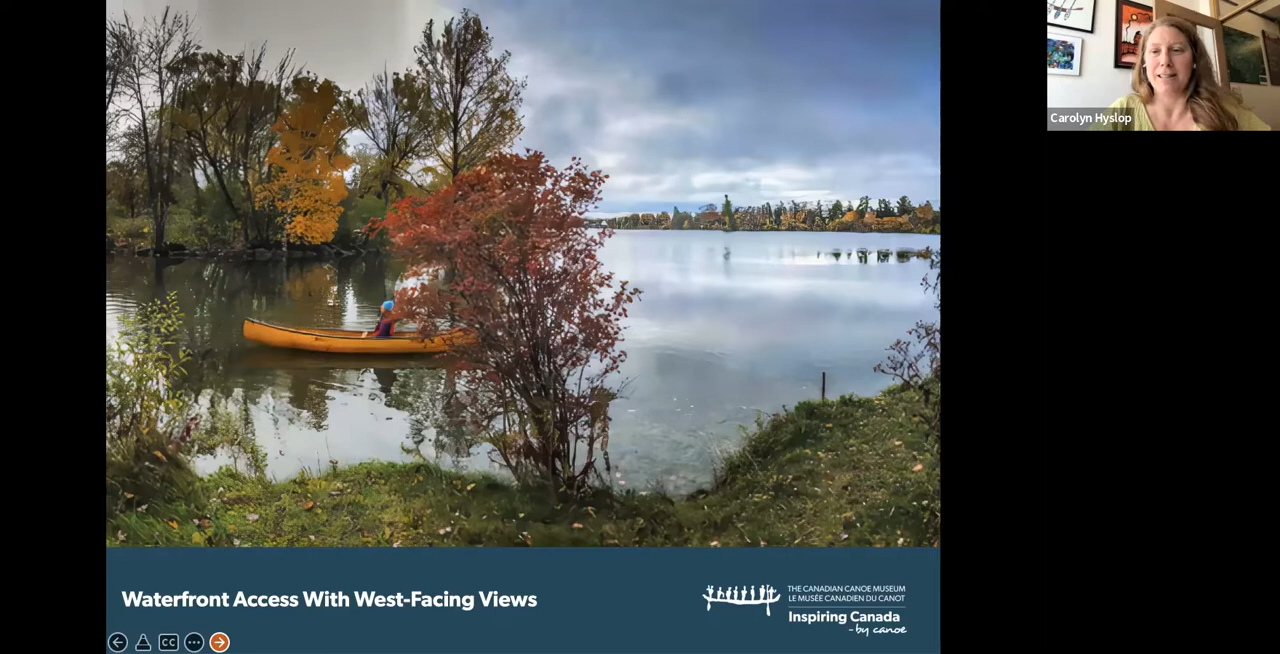 Carolyn Hyslop
Waterfront Access With West-Facing Views
THE CANADIAN CANOE MUSEUM
LE MUSÉE CANADIEN DU CANOT
Inspiring Canada
- by canoe
CC